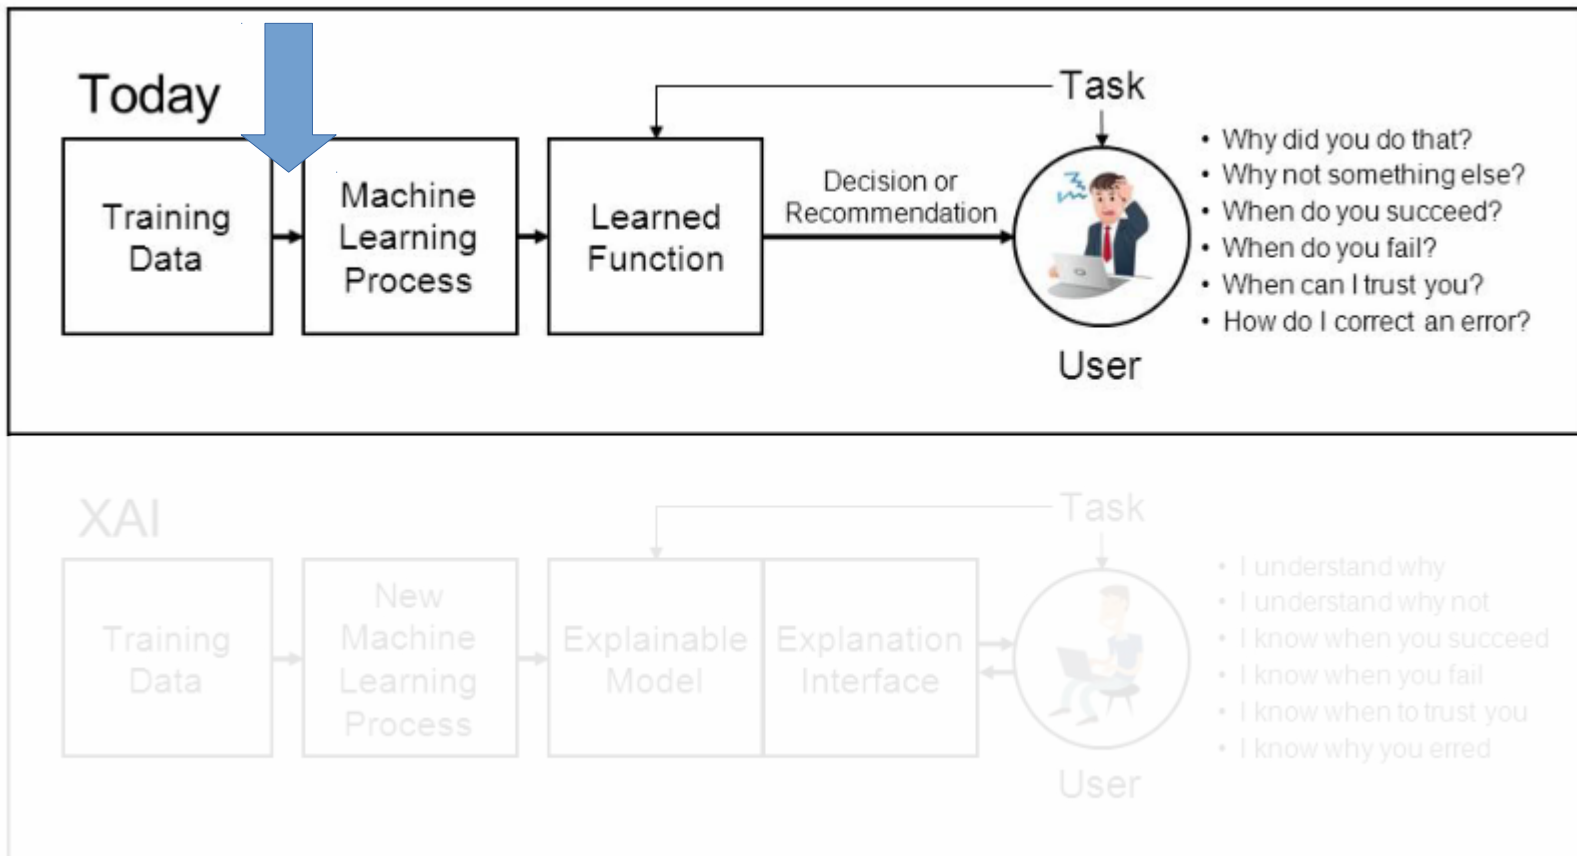 Today
Training
Data
Machine
Learning
Process
Learned
Function
Decision or
Recommendation
Task
User
• Why did you do that?
• Why not something else?
• When do you succeed?
• When do you fail?
• When can I trust you?
• How do I correct an error?
XAI
Training
Data
New
Machine
Learning
Process
Explainable
Model
Explanation
Interface
Task
User
• I understand why
• I understand why not
• I know when you succeed
• I know when you fail
• I know when to trust you
• I know why you erred